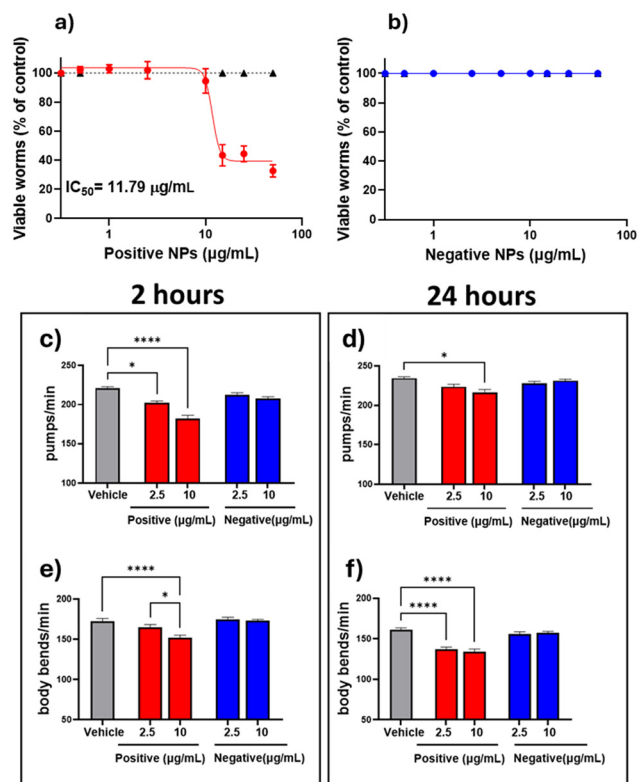 a)
Viable worms (% of control)
100
80
60
40
20
0
IC50= 11.79 µg/mL
1
10
100
Positive NPs (µg/mL)
b)
Viable worms (% of control)
100
80
60
40
20
0
1
10
100
Negative NPs (µg/mL)
2 hours
24 hours
c)
pumps/min
250
200
150
100
****
*
Vehicle
2.5
10
2.5
10
Positive (µg/mL)
Negative(µg/mL)
d)
pumps/min
250
200
150
100
*
Vehicle
2.5
10
2.5
10
Positive (µg/mL)
Negative(µg/mL)
e)
body bends/min
200
150
100
50
****
*
Vehicle
2.5
10
2.5
10
Positive (µg/mL)
Negative (µg/mL)
f)
body bends/min
200
150
100
50
****
****
Vehicle
2.5
10
2.5
10
Positive (µg/mL)
Negative (µg/mL)